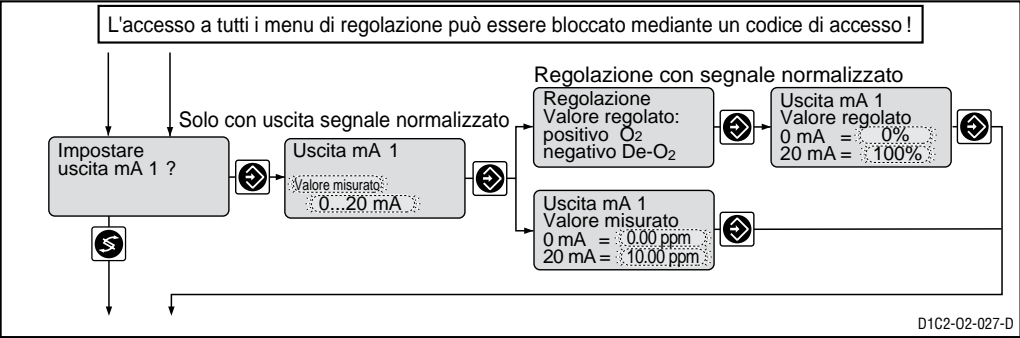 L'accesso a tutti i menu di regolazione può essere bloccato mediante un codice di accesso !
Regolazione con segnale normalizzato
Solo con uscita segnale normalizzato
Impostare
uscita mA 1 ?
Uscita mA 1
Valore misurato
0...20 mA
Regolazione
Valore regolato:
positivo O2
negativo De-O2
Uscita mA 1
Valore regolato
0 mA = 0%
20 mA = 100%
Uscita mA 1
Valore misurato
0 mA = 0.00 ppm
20 mA = 10.00 ppm
D1C2-O2-027-D